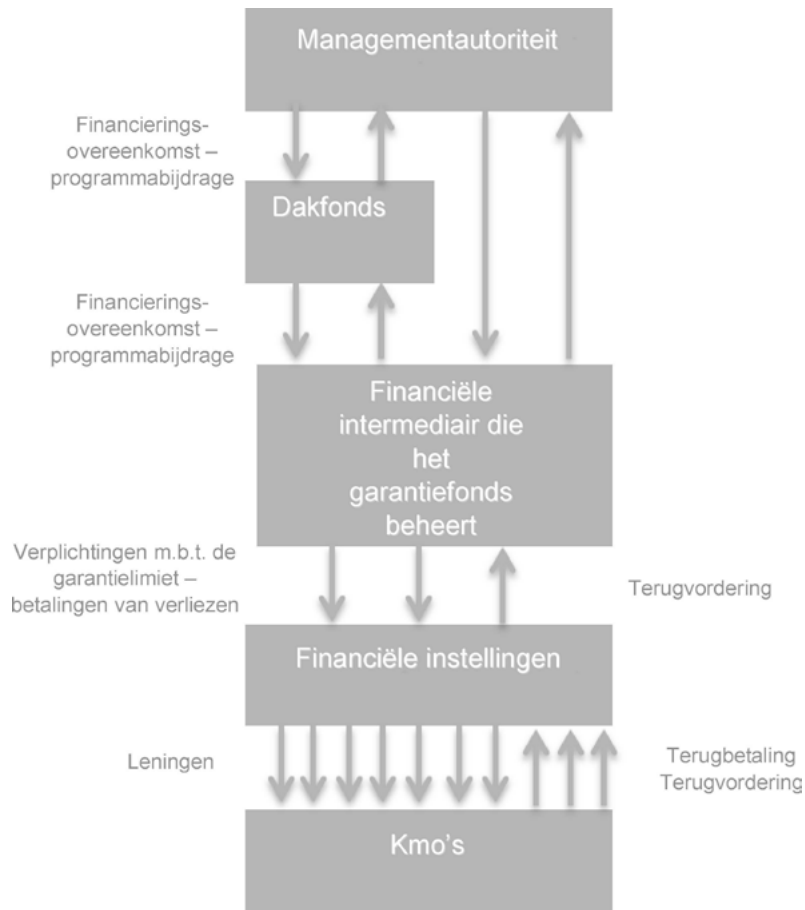 Managementautoriteit
Financierings-
overeenkomst –
programmabijdrage
Dakfonds
Financierings-
overeenkomst –
programmabijdrage
Financiële
intermediair die
het
garantiefonds
beheert
Verplichtingen m.b.t. de
garantielimiet –
betalingen van verliezen
Terugvordering
Financiële instellingen
Leningen
Terugbetaling
Terugvordering
Kmo's